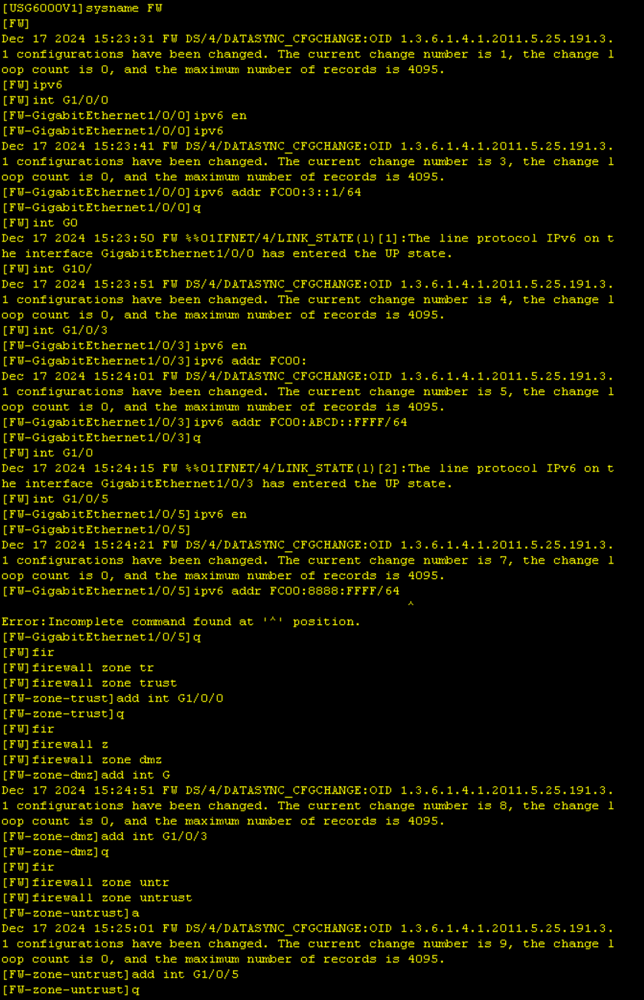 [USG6000V1]sysname FW
[FW]
Dec 17 2024 15:23:31 FW DS/4/DATASYNC_CFGCHANGE:OID 1.3.6.1.4.1.2011.5.25.191.3.
1 configurations have been changed. The current change number is 1, the change l
oop count is 0, and the maximum number of records is 4095.
[FW]ipv6
[FW]int G1/0/0
[FW-GigabitEthernet1/0/0]ipv6 en
[FW-GigabitEthernet1/0/0]ipv6
Dec 17 2024 15:23:41 FW DS/4/DATASYNC_CFGCHANGE:OID 1.3.6.1.4.1.2011.5.25.191.3.
1 configurations have been changed. The current change number is 3, the change l
oop count is 0, and the maximum number of records is 4095.
[FW-GigabitEthernet1/0/0]ipv6 addr FC00:3::1/64
[FW-GigabitEthernet1/0/0]q
[FW]int G0
Dec 17 2024 15:23:50 FW %%01IFNET/4/LINK_STATE(l)[1]:The line protocol IPv6 on t
he interface GigabitEthernet1/0/0 has entered the UP state.
[FW]int G10/
Dec 17 2024 15:23:51 FW DS/4/DATASYNC_CFGCHANGE:OID 1.3.6.1.4.1.2011.5.25.191.3.
1 configurations have been changed. The current change number is 4, the change l
oop count is 0, and the maximum number of records is 4095.
[FW]int G1/0/3
[FW-GigabitEthernet1/0/3]ipv6 en
[FW-GigabitEthernet1/0/3]ipv6 addr FC00:
Dec 17 2024 15:24:01 FW DS/4/DATASYNC_CFGCHANGE:OID 1.3.6.1.4.1.2011.5.25.191.3.
1 configurations have been changed. The current change number is 5, the change l
oop count is 0, and the maximum number of records is 4095.
[FW-GigabitEthernet1/0/3]ipv6 addr FC00:ABCD::FFFF/64
[FW-GigabitEthernet1/0/3]q
[FW]int G1/0
Dec 17 2024 15:24:15 FW %%01IFNET/4/LINK_STATE(l)[2]:The line protocol IPv6 on t
he interface GigabitEthernet1/0/3 has entered the UP state.
[FW]int G1/0/5
[FW-GigabitEthernet1/0/5]ipv6 en
[FW-GigabitEthernet1/0/5]
Dec 17 2024 15:24:21 FW DS/4/DATASYNC_CFGCHANGE:OID 1.3.6.1.4.1.2011.5.25.191.3.
1 configurations have been changed. The current change number is 7, the change l
oop count is 0, and the maximum number of records is 4095.
[FW-GigabitEthernet1/0/5]ipv6 addr FC00:8888:FFFF/64
^
Error:Incomplete command found at '^' position.
[FW-GigabitEthernet1/0/5]q
[FW]fir
[FW]firewall zone tr
[FW]firewall zone trust
[FW-zone-trust]add int G1/0/0
[FW-zone-trust]q
[FW]fir
[FW]firewall z
[FW]firewall zone dmz
[FW-zone-dmz]add int G
Dec 17 2024 15:24:51 FW DS/4/DATASYNC_CFGCHANGE:OID 1.3.6.1.4.1.2011.5.25.191.3.
1 configurations have been changed. The current change number is 8, the change l
oop count is 0, and the maximum number of records is 4095.
[FW-zone-dmz]add int G1/0/3
[FW-zone-dmz]q
[FW]fir
[FW]firewall zone untr
[FW]firewall zone untrust
[FW-zone-untrust]a
Dec 17 2024 15:25:01 FW DS/4/DATASYNC_CFGCHANGE:OID 1.3.6.1.4.1.2011.5.25.191.3.
1 configurations have been changed. The current change number is 9, the change l
oop count is 0, and the maximum number of records is 4095.
[FW-zone-untrust]add int G1/0/5
[FW-zone-untrust]q